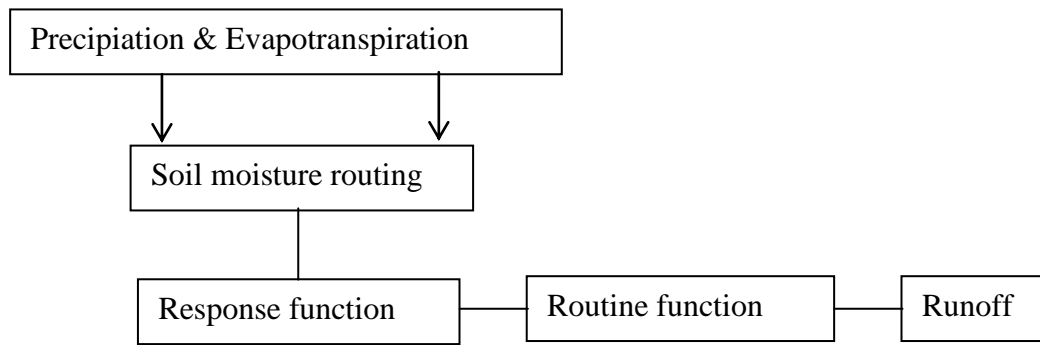 Precipiation & Evapotranspiration
Soil moisture routing
Response function
Routine function
Runoff